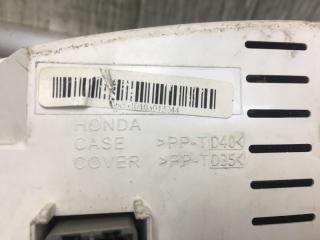 HONDA
CASE >PP-TD40<
COVER >PP-TD35<